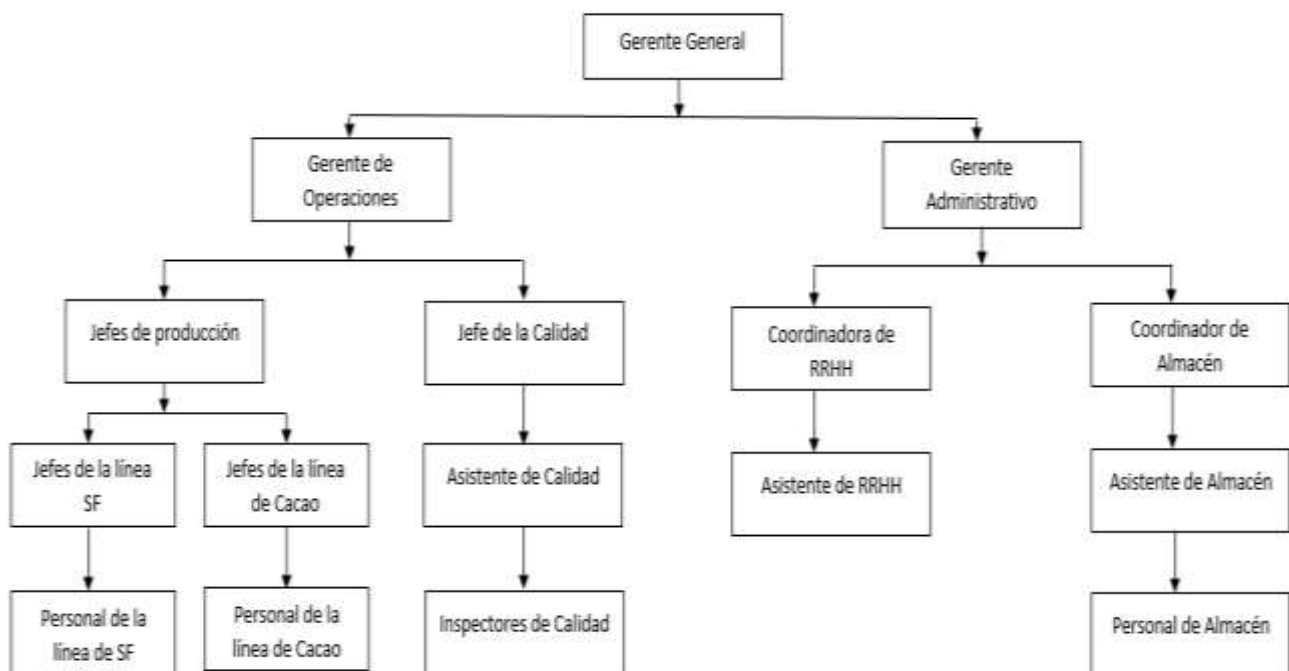 Gerente General
Gerente de
Operaciones
Gerente
Administrativo
Jefes de producción
Jefe de la Calidad
Coordinadora de
RRHH
Coordinador de
Almacén
Jefes de la línea
SF
Jefes de la línea
de Cacao
Asistente de Calidad
Asistente de RRHH
Asistente de Almacén
Personal de la
línea de SF
Personal de la
línea de Cacao
Inspectores de Calidad
Personal de Almacén